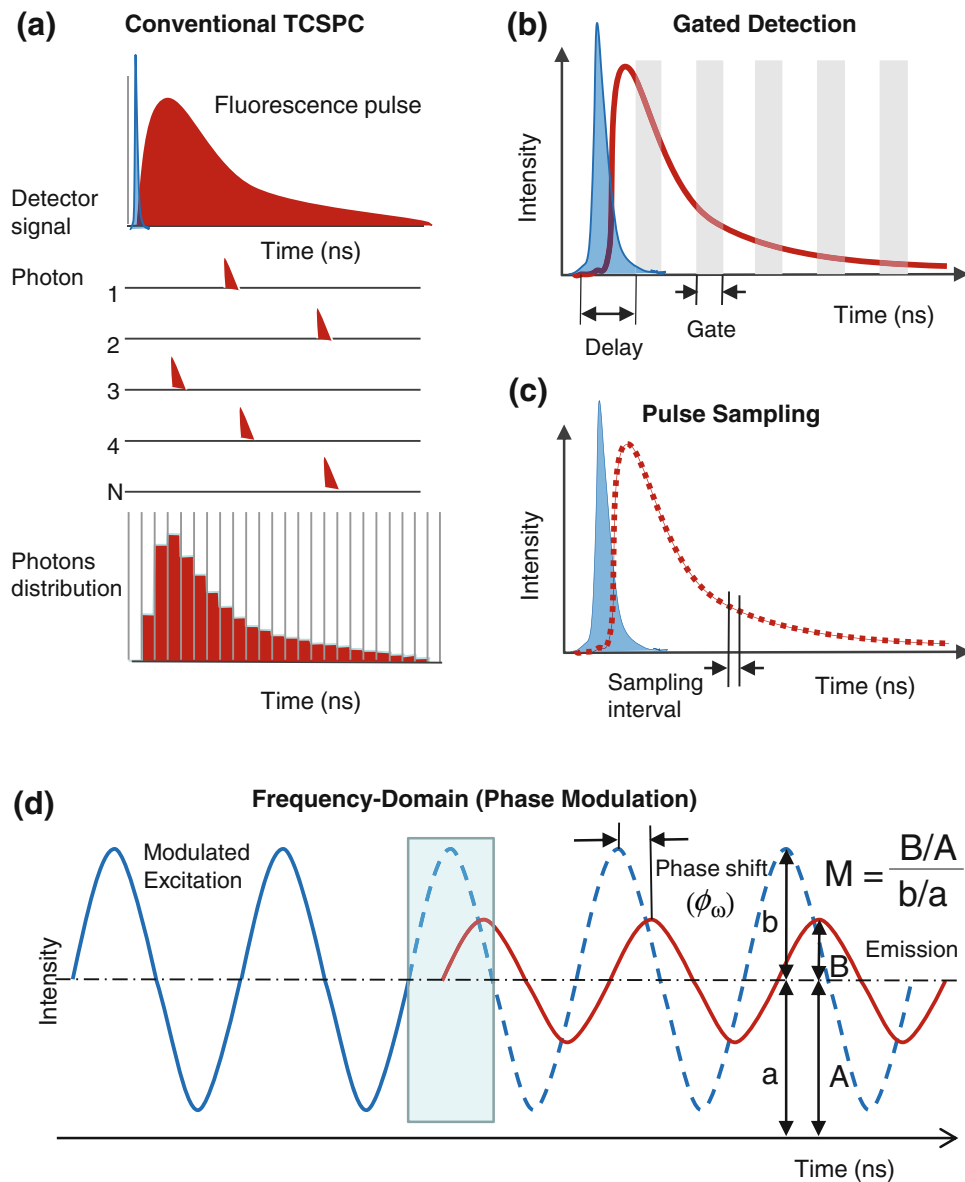 (a) Conventional TCSPC
Fluorescence pulse
Detector
signal
Time (ns)
Photon
1
2
3
4
N
Photons
distribution
Time (ns)
(b) Gated Detection
Intensity
Delay
Gate
Time (ns)
(c) Pulse Sampling
Intensity
Sampling
interval
Time (ns)
(d) Frequency-Domain (Phase Modulation)
Modulated
Excitation
Phase shift
(ϕω)
M = B/A
b/a
b
B
Emission
Intensity
a
A
Time (ns)